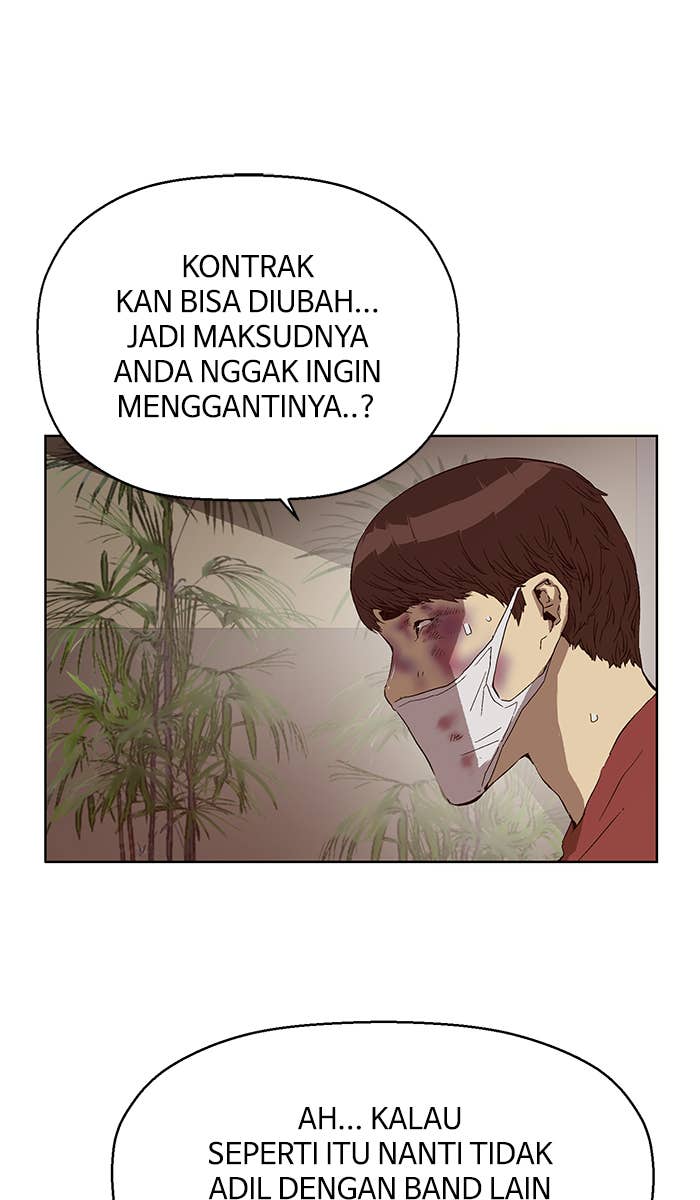 KONTRAK
KAN BISA DIUBAH...
JADI MAKSUDNYA
ANDA NGGAK INGIN
MENGGANTINYA..?
AH... KALAU
SEPERTI ITU NANTI TIDAK
ADIL DENGAN BAND LAIN